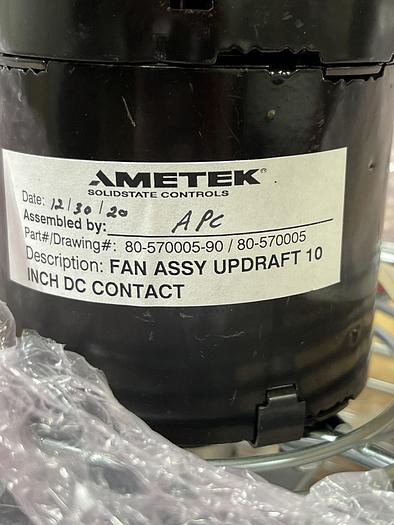 AMETEK®
SOLIDSTATE CONTROLS
Date: 12/30/20
Assembled by: APC
Part#/Drawing#: 80-570005-90 / 80-570005
Description: FAN ASSY UPDRAFT 10
INCH DC CONTACT